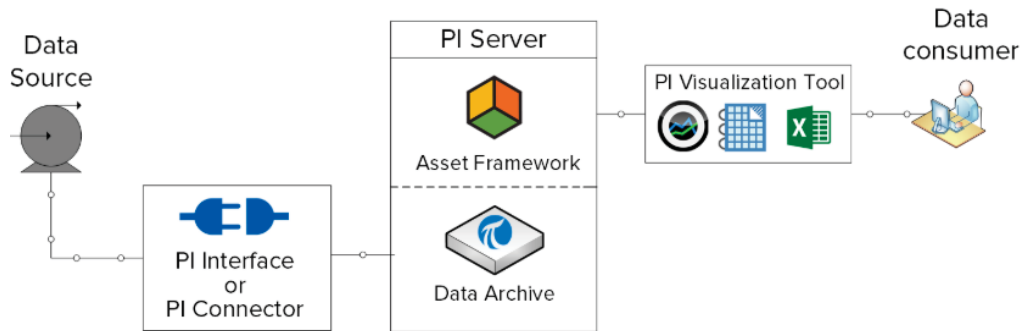 Data
Source
PI Interface
or
PI Connector
PI Server
Asset Framework
Data Archive
PI Visualization Tool
X
Data
consumer